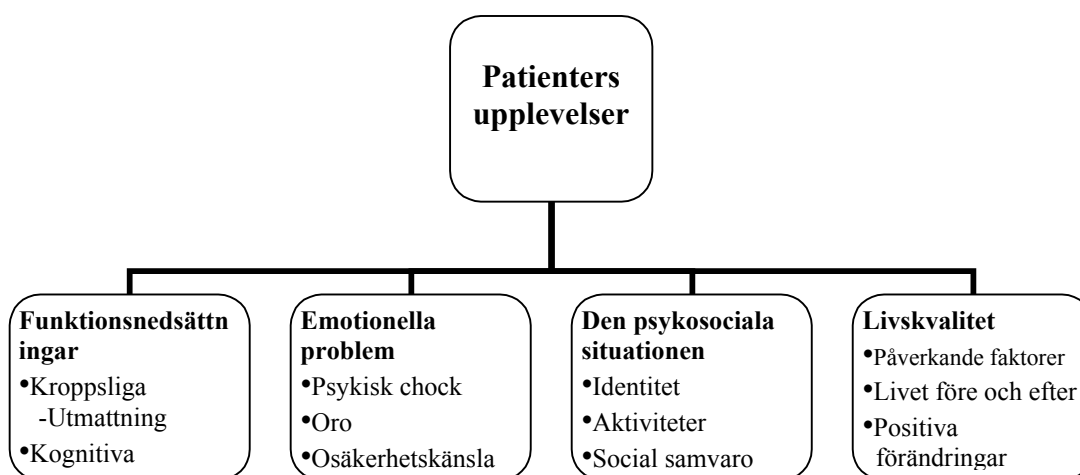 Patienters
upplevelser
Funktionsnedsättn
ingar
•Kroppsliga
-Utmattning
•Kognitiva
Emotionella
problem
•Psykisk chock
•Oro
•Osäkerhetskänsla
Den psykosociala
situationen
•Identitet
•Aktiviteter
•Social samvaro
Livskvalitet
•Påverkande faktorer
•Livet före och efter
•Positiva
förändringar